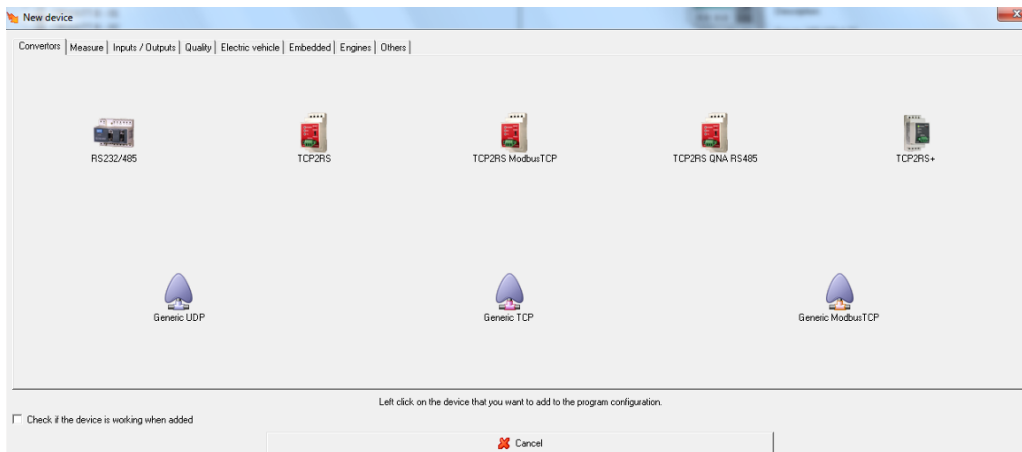 New device
Convertors Measure Inputs / Outputs Quality Electric vehicle Embedded Engines Others
RS232/485 TCP2RS TCP2RS ModbusTCP TCP2RS QNA RS485 TCP2RS+
Generic UDP Generic TCP Generic ModbusTCP
Left click on the device that you want to add to the program configuration.
Check if the device is working when added
Cancel